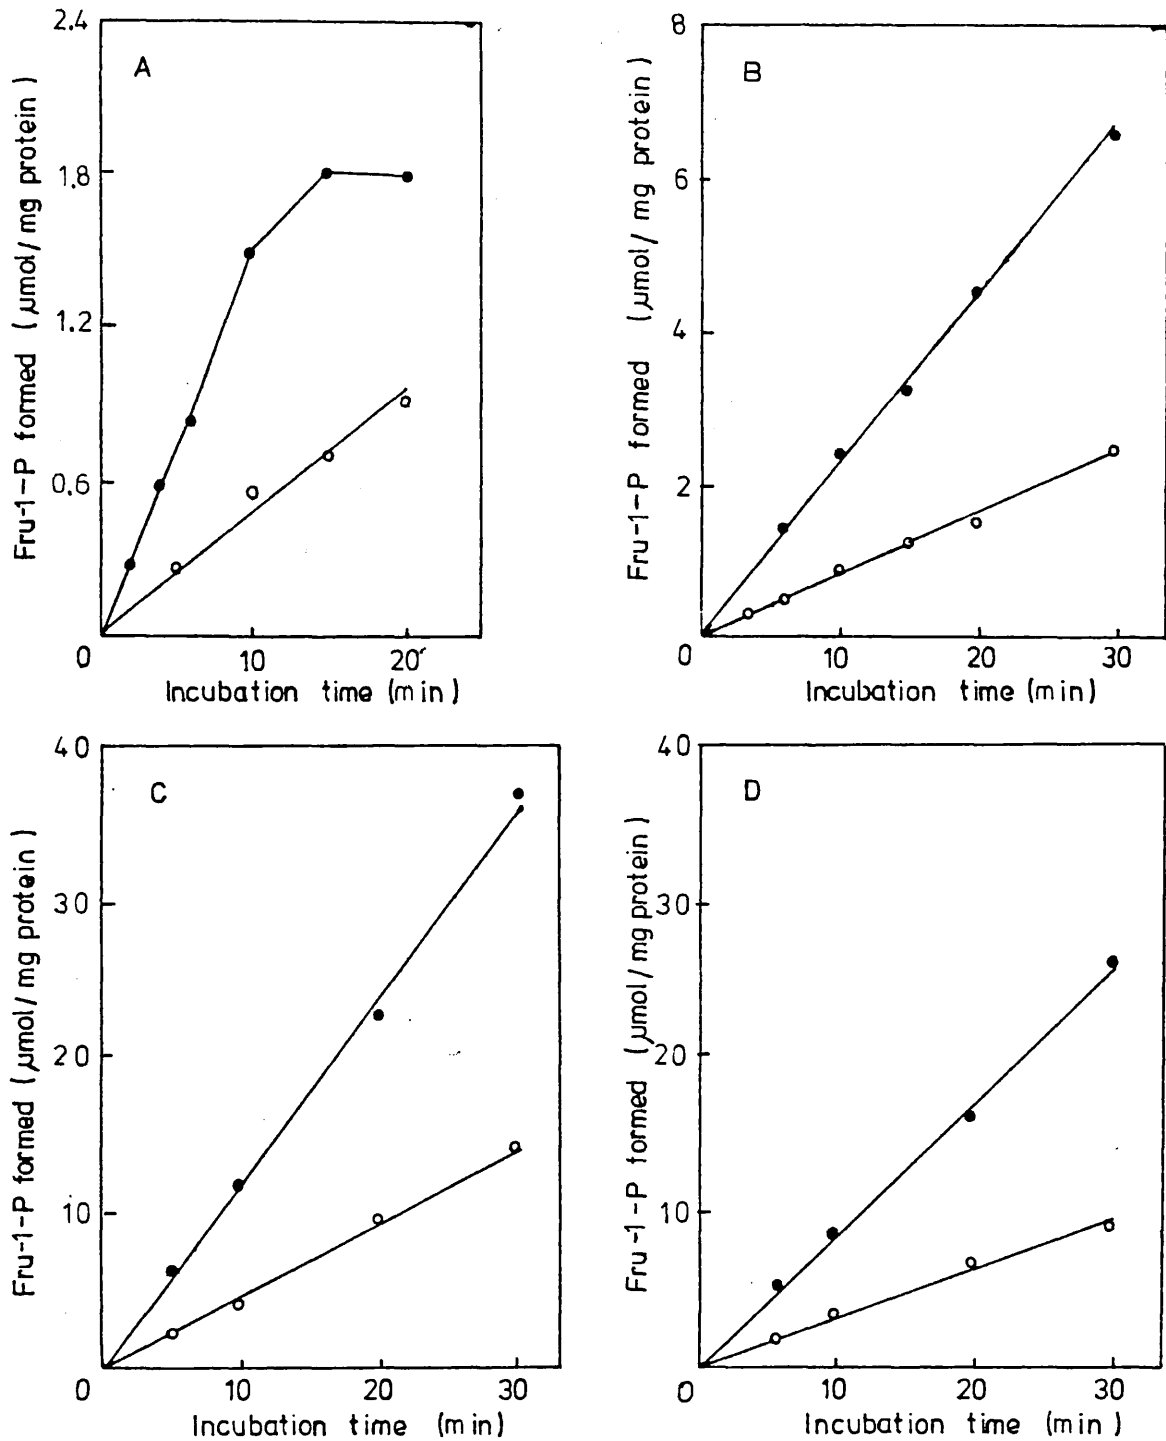 A
Fru-1-P formed (μmol/mg protein)
2.4
1.8
1.2
0.6
0
10
20
Incubation time (min)
B
Fru-1-P formed (μmol/mg protein)
8
6
4
2
0
10
20
30
Incubation time (min)
C
Fru-1-P formed (μmol/mg protein)
40
30
20
10
0
10
20
30
Incubation time (min)
D
Fru-1-P formed (μmol/mg protein)
40
30
20
10
0
10
20
30
Incubation time (min)